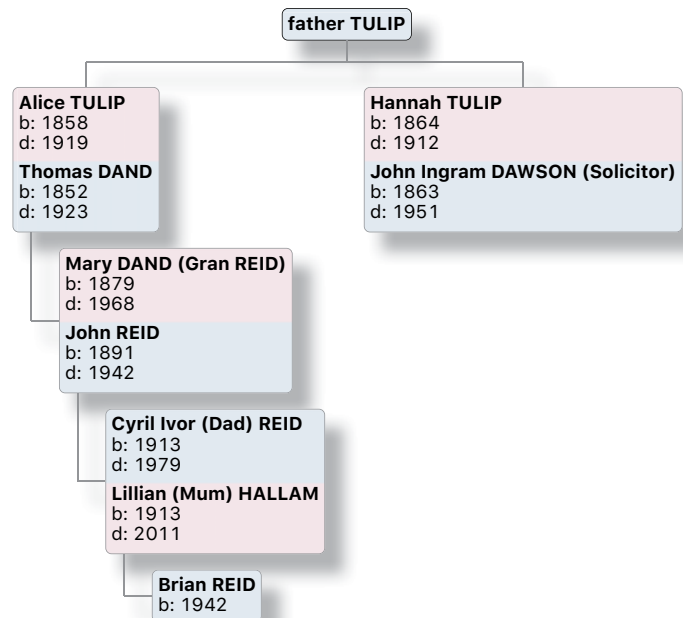 father TULIP
Alice TULIP
b: 1858
d: 1919
Thomas DAND
b: 1852
d: 1923
Hannah TULIP
b: 1864
d: 1912
John Ingram DAWSON (Solicitor)
b: 1863
d: 1951
Mary DAND (Gran REID)
b: 1879
d: 1968
John REID
b: 1891
d: 1942
Cyril Ivor (Dad) REID
b: 1913
d: 1979
Lillian (Mum) HALLAM
b: 1913
d: 2011
Brian REID
b: 1942